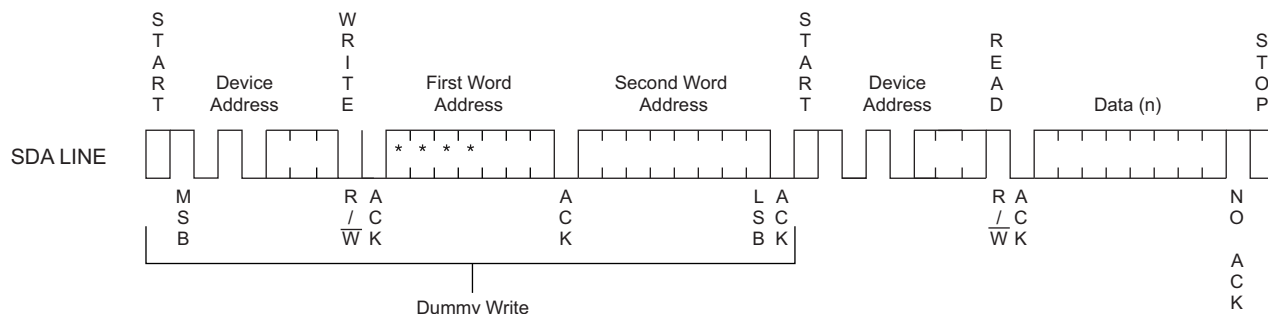 START
WRITE
START
READ
STOP
Device
Address
First Word
Address
Second Word
Address
Device
Address
Data (n)
SDA LINE
* * * *
MSB
R/W
ACK
ACK
LSB
ACK
R/W
ACK
NO ACK
Dummy Write